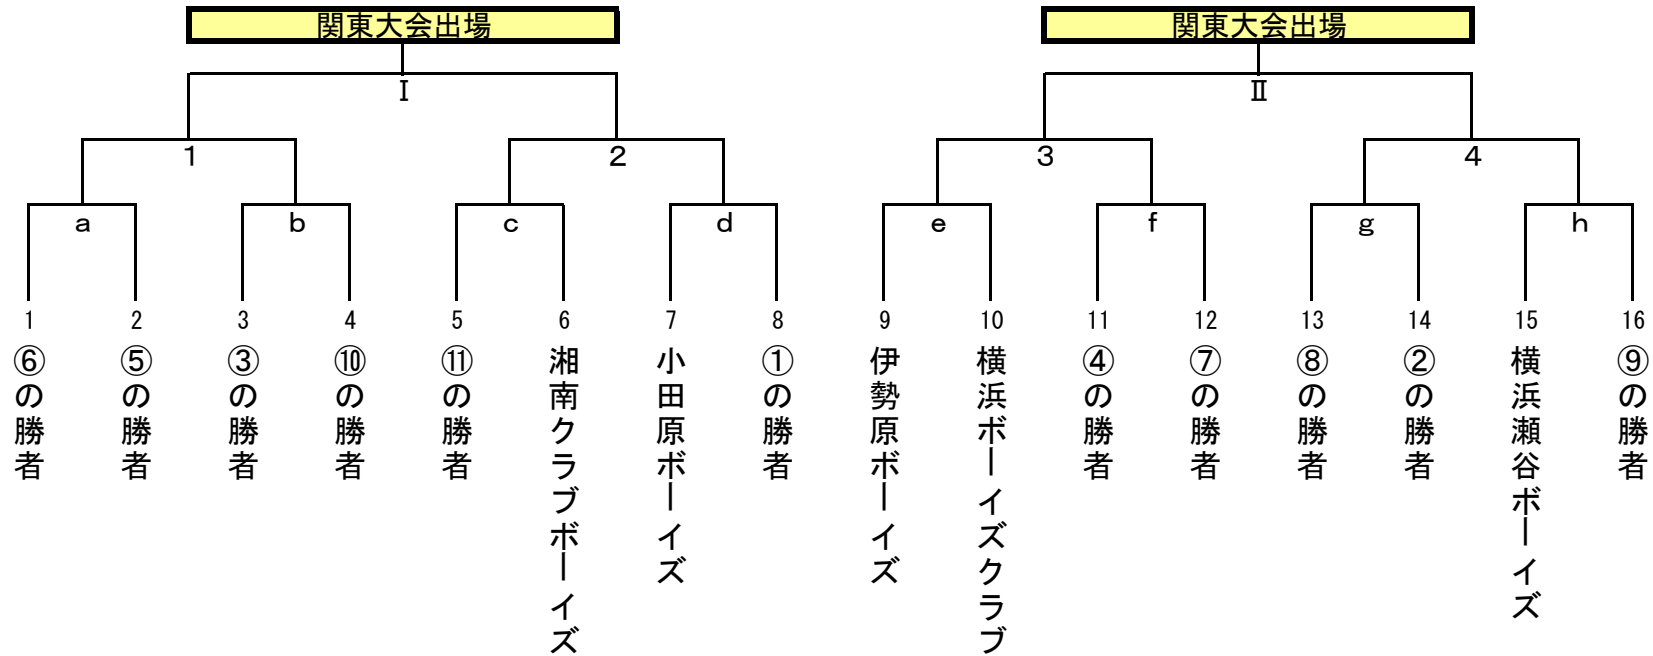 関東大会出場
関東大会出場
Ⅰ
Ⅱ
1
2
3
4
a
b
c
d
e
f
g
h
1
2
3
4
5
6
7
8
9
10
11
12
13
14
15
16
⑥の勝者
⑤の勝者
③の勝者
⑩の勝者
⑪の勝者
湘南クラブボーイズ
小田原ボーイズ
①の勝者
伊勢原ボーイズ
横浜ボーイズクラブ
④の勝者
⑦の勝者
⑧の勝者
②の勝者
横浜瀬谷ボーイズ
⑨の勝者